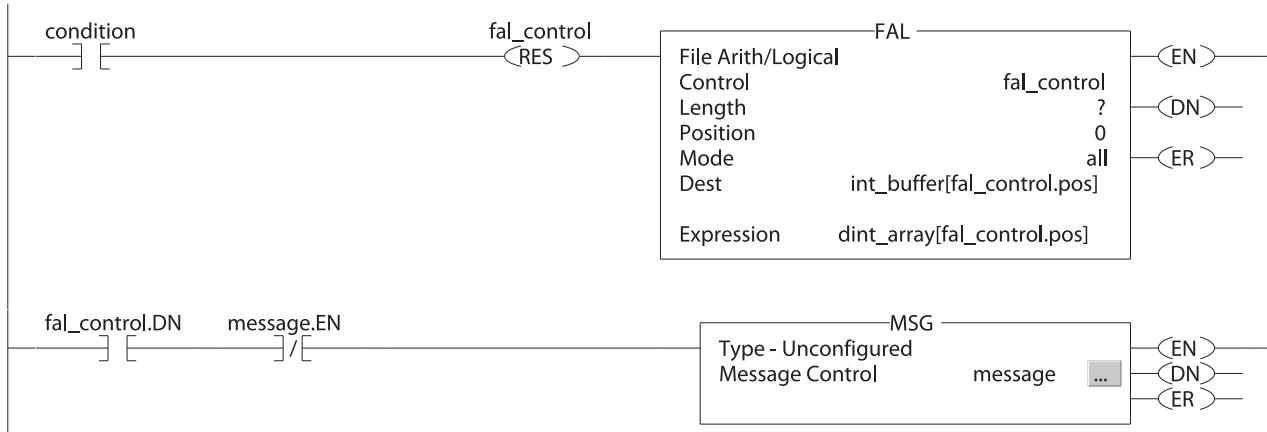 condition
fal_control
RES
FAL
File Arith/Logical
Control fal_control
Length ?
Position 0
Mode all
Dest int_buffer[fal_control.pos]
Expression dint_array[fal_control.pos]
EN
DN
ER
fal_control.DN
message.EN
MSG
Type - Unconfigured
Message Control message ...
EN
DN
ER